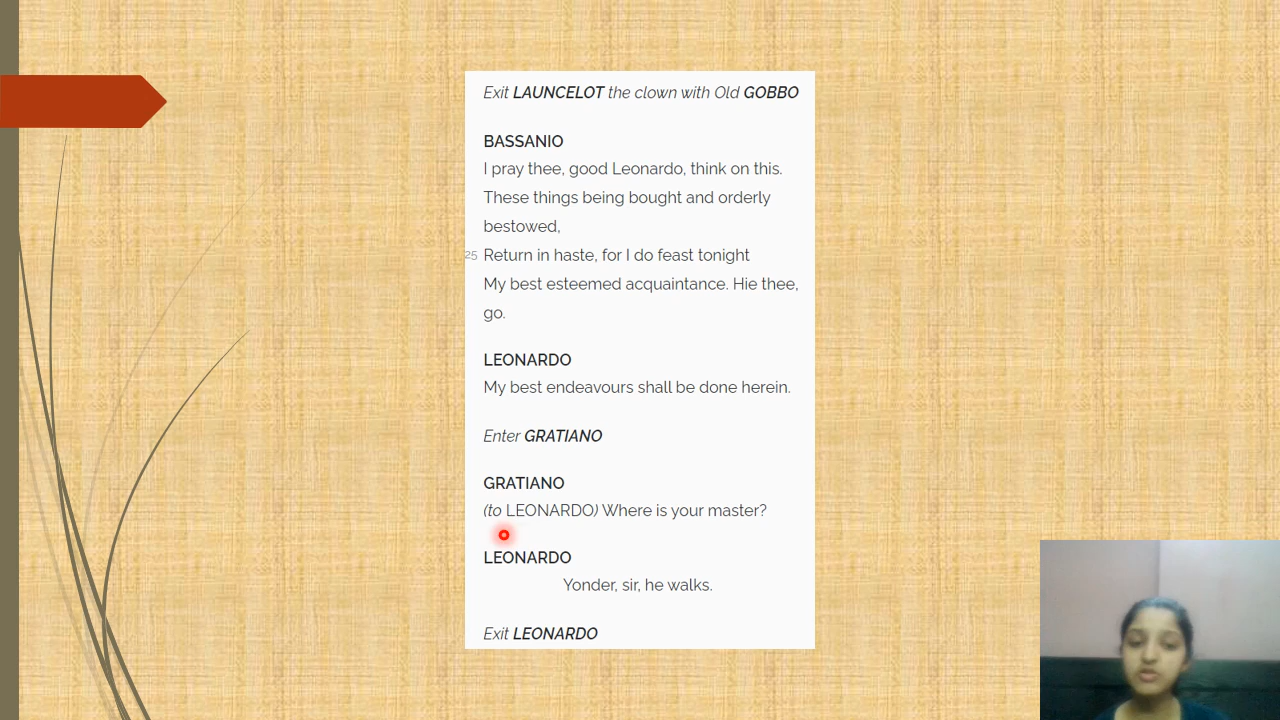 Exit LAUNCELOT the clown with Old GOBBO
BASSANIO
I pray thee, good Leonardo, think on this.
These things being bought and orderly
bestowed,
25 Return in haste, for I do feast tonight
My best esteemed acquaintance. Hie thee,
go.
LEONARDO
My best endeavours shall be done herein.
Enter GRATIANO
GRATIANO
(to LEONARDO) Where is your master?
LEONARDO
Yonder, sir, he walks.
Exit LEONARDO